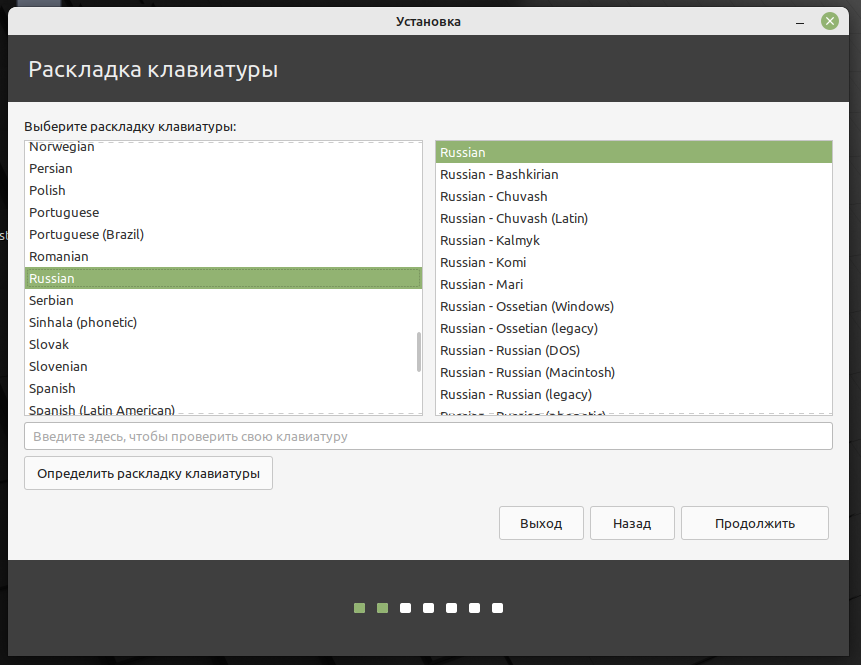 Установка
Раскладка клавиатуры
Выберите раскладку клавиатуры:
Norwegian
Persian
Polish
Portuguese
Portuguese (Brazil)
Romanian
Russian
Serbian
Sinhala (phonetic)
Slovak
Slovenian
Spanish
Spanish (Latin American)
Russian
Russian - Bashkirian
Russian - Chuvash
Russian - Chuvash (Latin)
Russian - Kalmyk
Russian - Komi
Russian - Mari
Russian - Ossetian (Windows)
Russian - Ossetian (legacy)
Russian - Russian (DOS)
Russian - Russian (Macintosh)
Russian - Russian (legacy)
Russian - Russian (phonetic)
Введите здесь, чтобы проверить свою клавиатуру
Определить раскладку клавиатуры
Выход
Назад
Продолжить